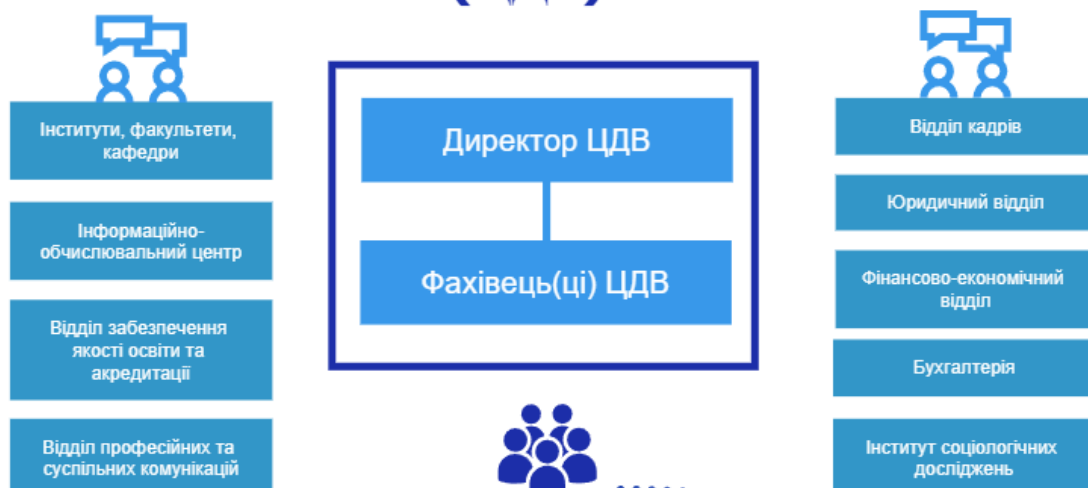 Інститути, факультети,
кафедри
Інформаційно-
обчислювальний центр
Відділ забезпечення
якості освіти та
акредитації
Відділ професійних та
суспільних комунікацій
Директор ЦДВ
Фахівець(ці) ЦДВ
Відділ кадрів
Юридичний відділ
Фінансово-економічний
відділ
Бухгалтерія
Інститут соціологічних
досліджень